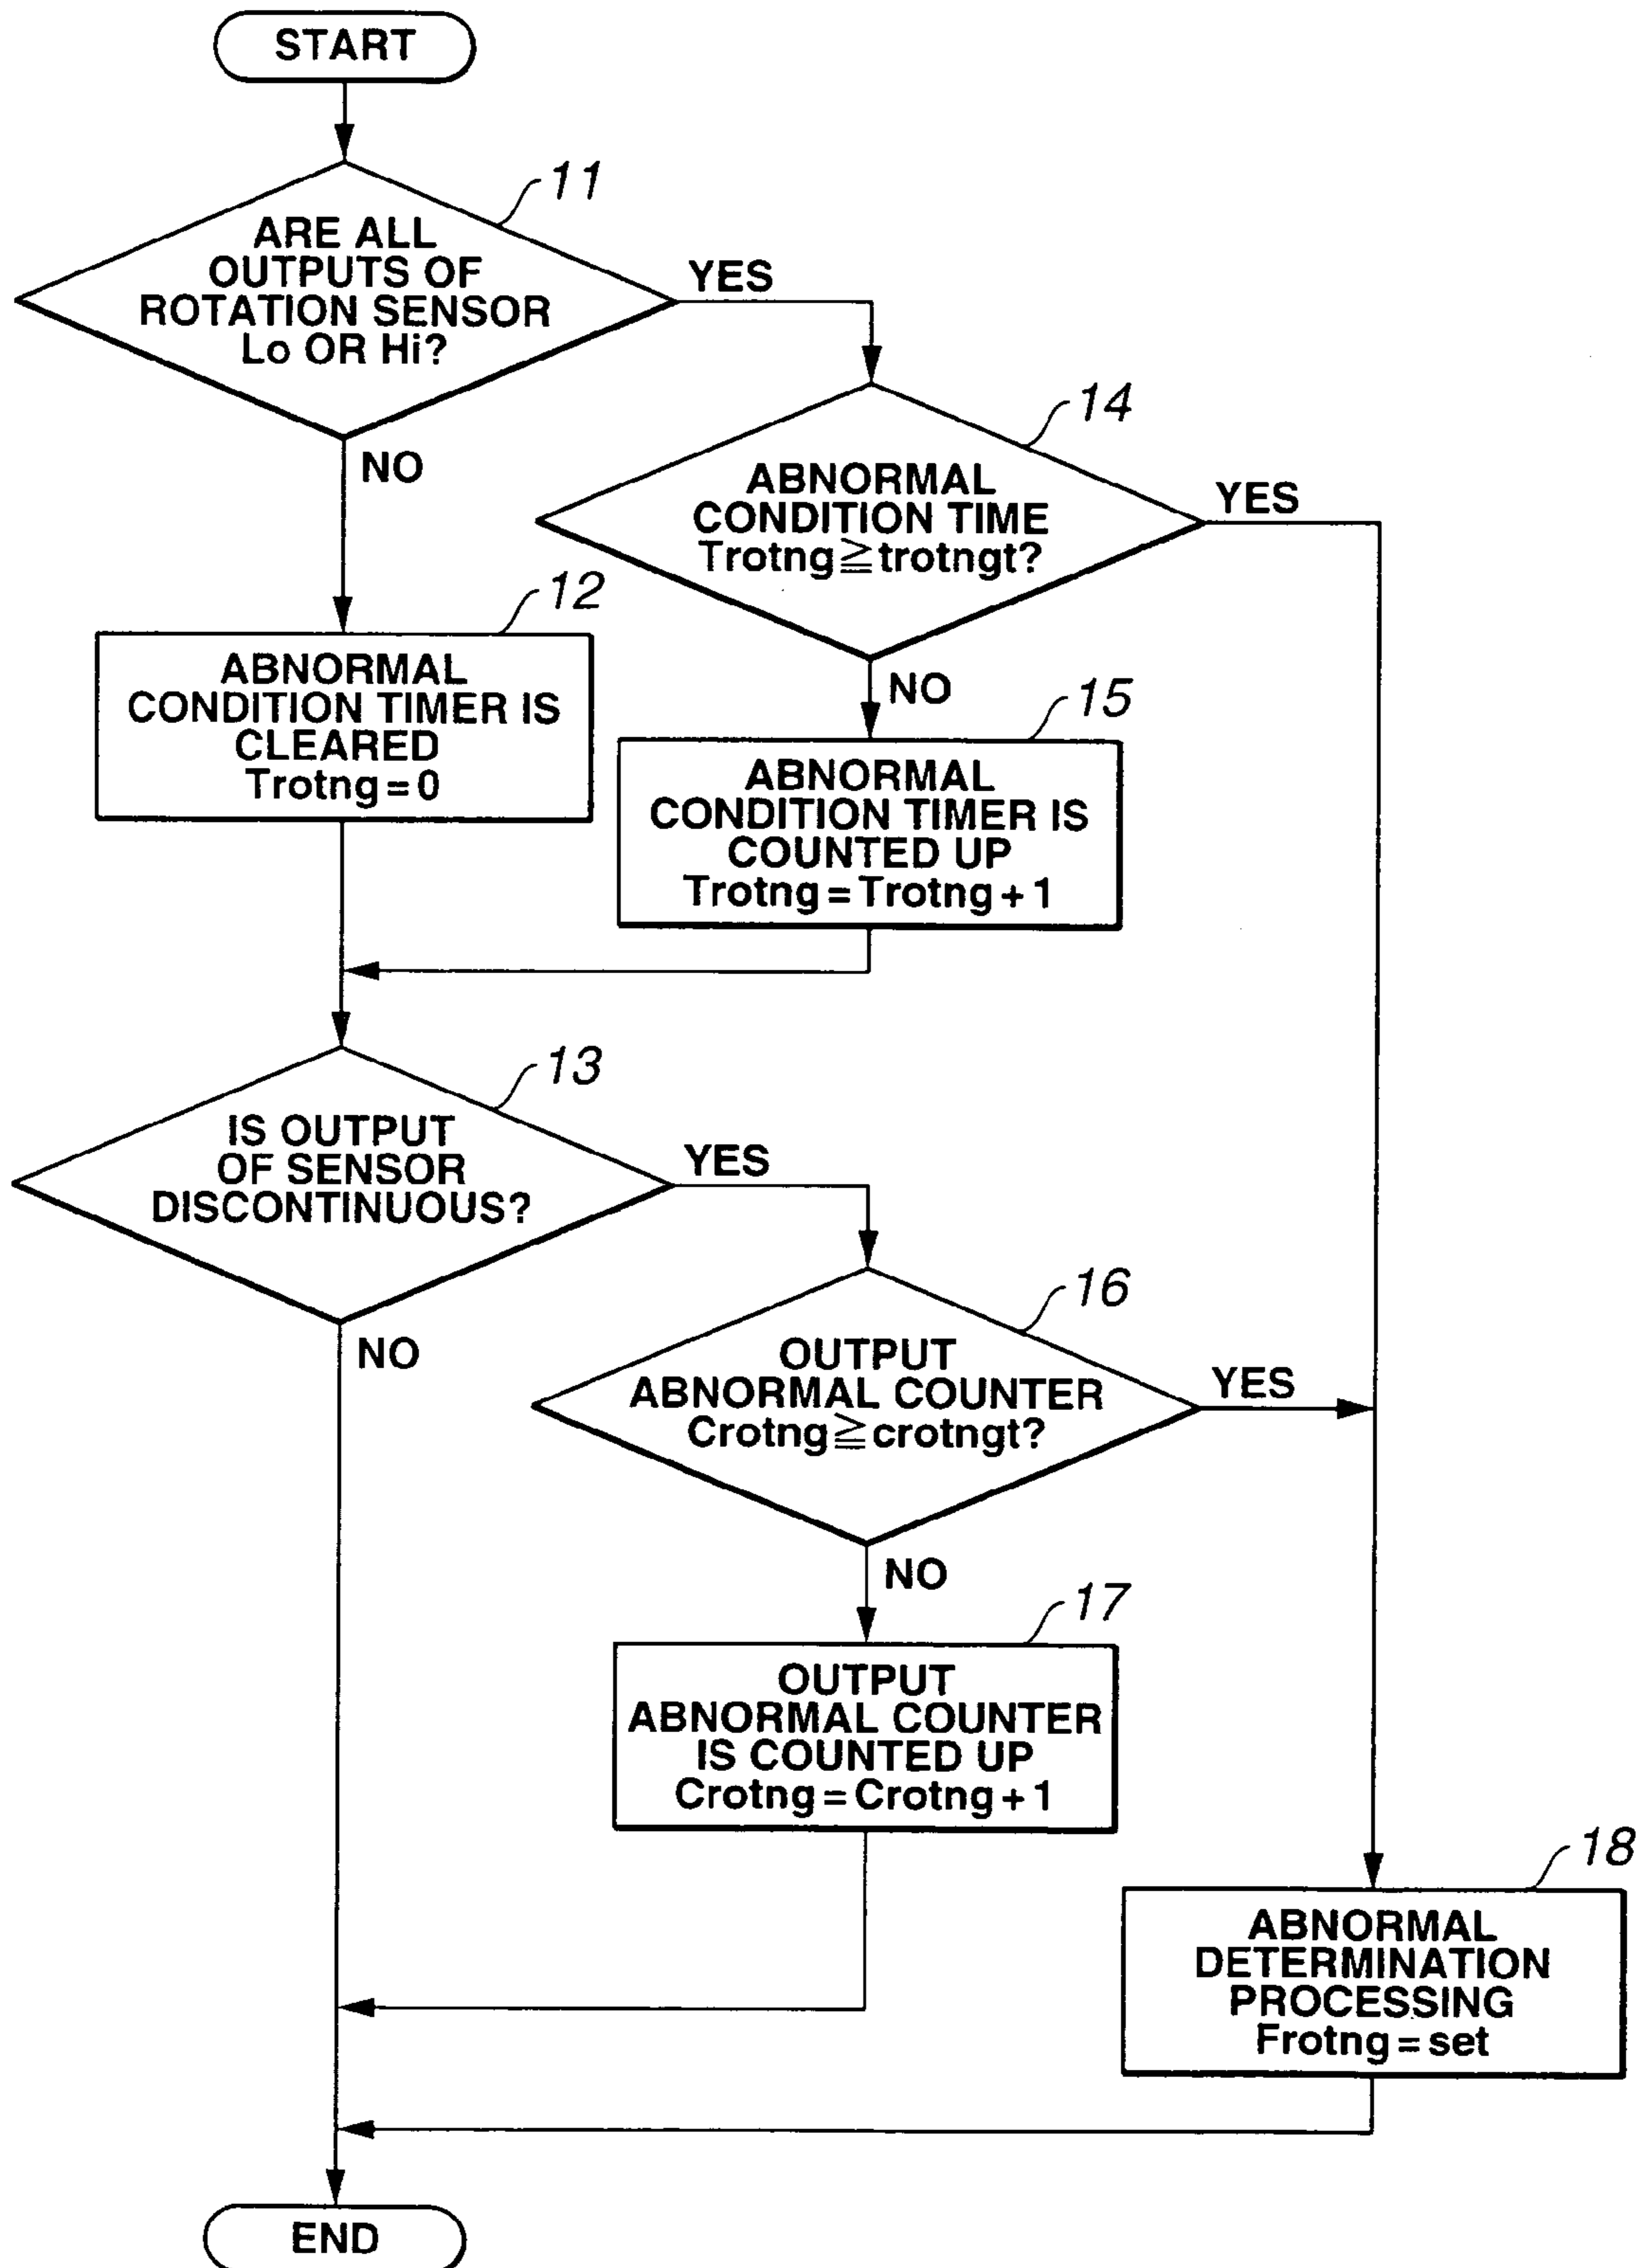 START
11
ARE ALL
OUTPUTS OF
ROTATION SENSOR
Lo OR Hi?
YES
NO
14
ABNORMAL
CONDITION TIME
Trotng≧trotngt?
YES
NO
12
ABNORMAL
CONDITION TIMER IS
CLEARED
Trotng=0
15
ABNORMAL
CONDITION TIMER IS
COUNTED UP
Trotng=Trotng+1
13
IS OUTPUT
OF SENSOR
DISCONTINUOUS?
YES
NO
16
OUTPUT
ABNORMAL COUNTER
Crotng≧crotngt?
YES
NO
17
OUTPUT
ABNORMAL COUNTER
IS COUNTED UP
Crotng=Crotng+1
18
ABNORMAL
DETERMINATION
PROCESSING
Frotng=set
END